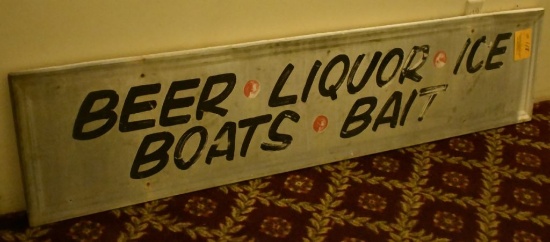 BEER • LIQUOR • ICE
BOATS • BAIT